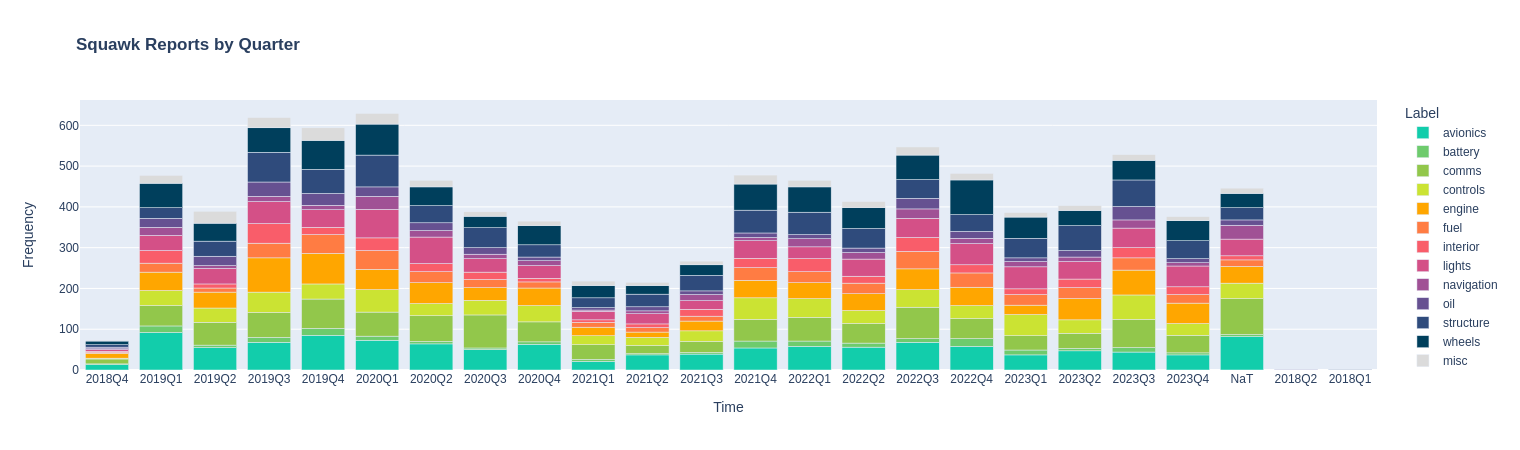 Squawk Reports by Quarter
Frequency
600
500
400
300
200
100
0
2018Q4 2019Q1 2019Q2 2019Q3 2019Q4 2020Q1 2020Q2 2020Q3 2020Q4 2021Q1 2021Q2 2021Q3 2021Q4 2022Q1 2022Q2 2022Q3 2022Q4 2023Q1 2023Q2 2023Q3 2023Q4 NaT 2018Q2 2018Q1
Time
Label
avionics
battery
comms
controls
engine
fuel
interior
lights
navigation
oil
structure
wheels
misc